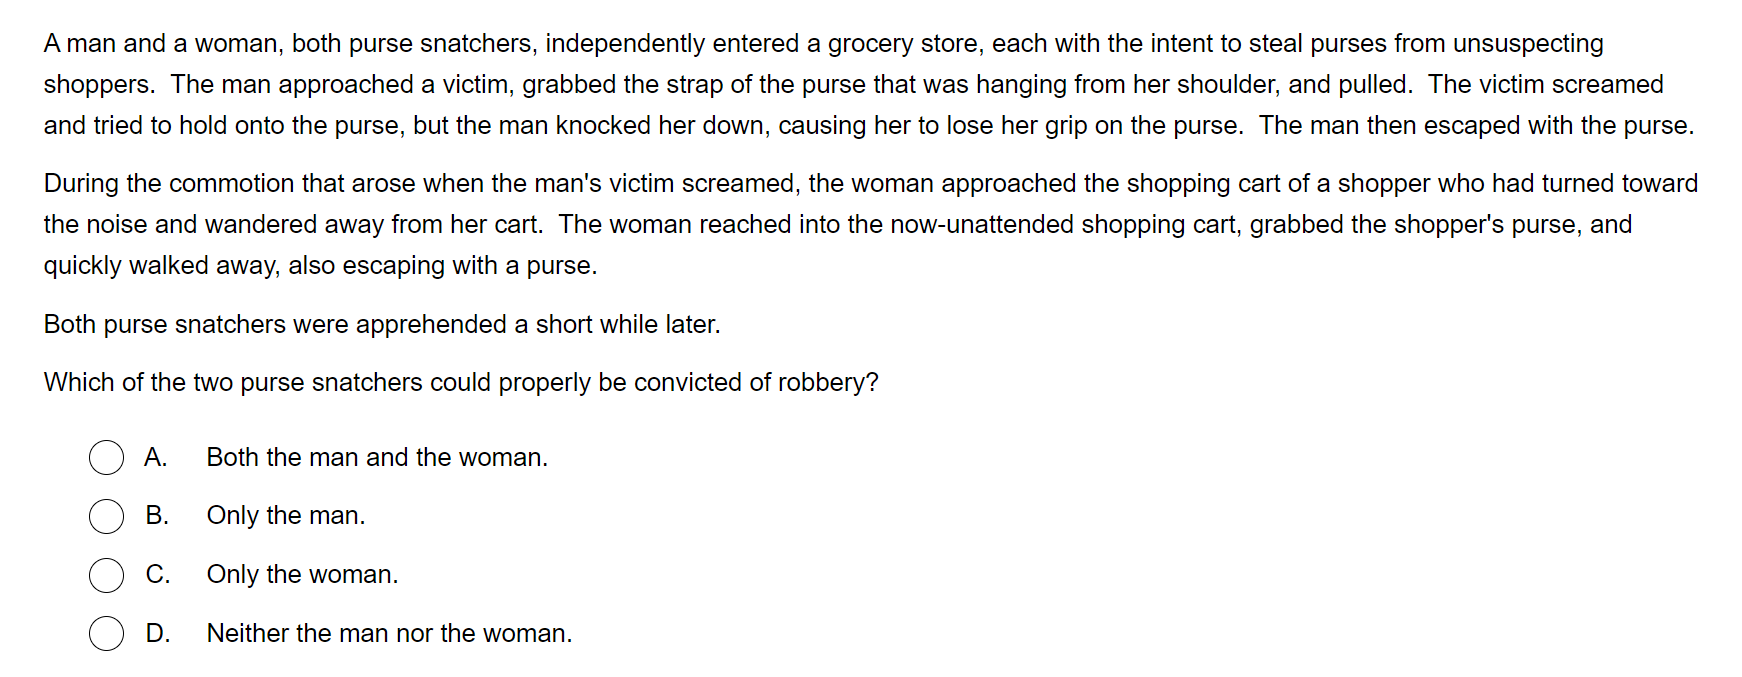 A man and a woman, both purse snatchers, independently entered a grocery store, each with the intent to steal purses from unsuspecting
shoppers.  The man approached a victim, grabbed the strap of the purse that was hanging from her shoulder, and pulled.  The victim screamed
and tried to hold onto the purse, but the man knocked her down, causing her to lose her grip on the purse.  The man then escaped with the purse.
During the commotion that arose when the man's victim screamed, the woman approached the shopping cart of a shopper who had turned toward
the noise and wandered away from her cart.  The woman reached into the now-unattended shopping cart, grabbed the shopper's purse, and
quickly walked away, also escaping with a purse.
Both purse snatchers were apprehended a short while later.
Which of the two purse snatchers could properly be convicted of robbery?
A. Both the man and the woman.
B. Only the man.
C. Only the woman.
D. Neither the man nor the woman.